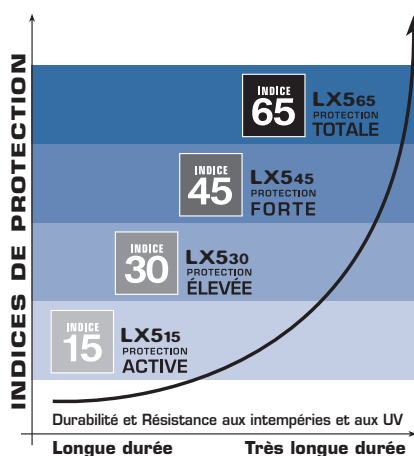 INDICES DE PROTECTION
INDICE
65
LX565
PROTECTION
TOTALE
INDICE
45
LX545
PROTECTION
FORTE
INDICE
30
LX530
PROTECTION
ÉLEVÉE
INDICE
15
LX515
PROTECTION
ACTIVE
Durabilité et Résistance aux intempéries et aux UV
Longue durée Très longue durée